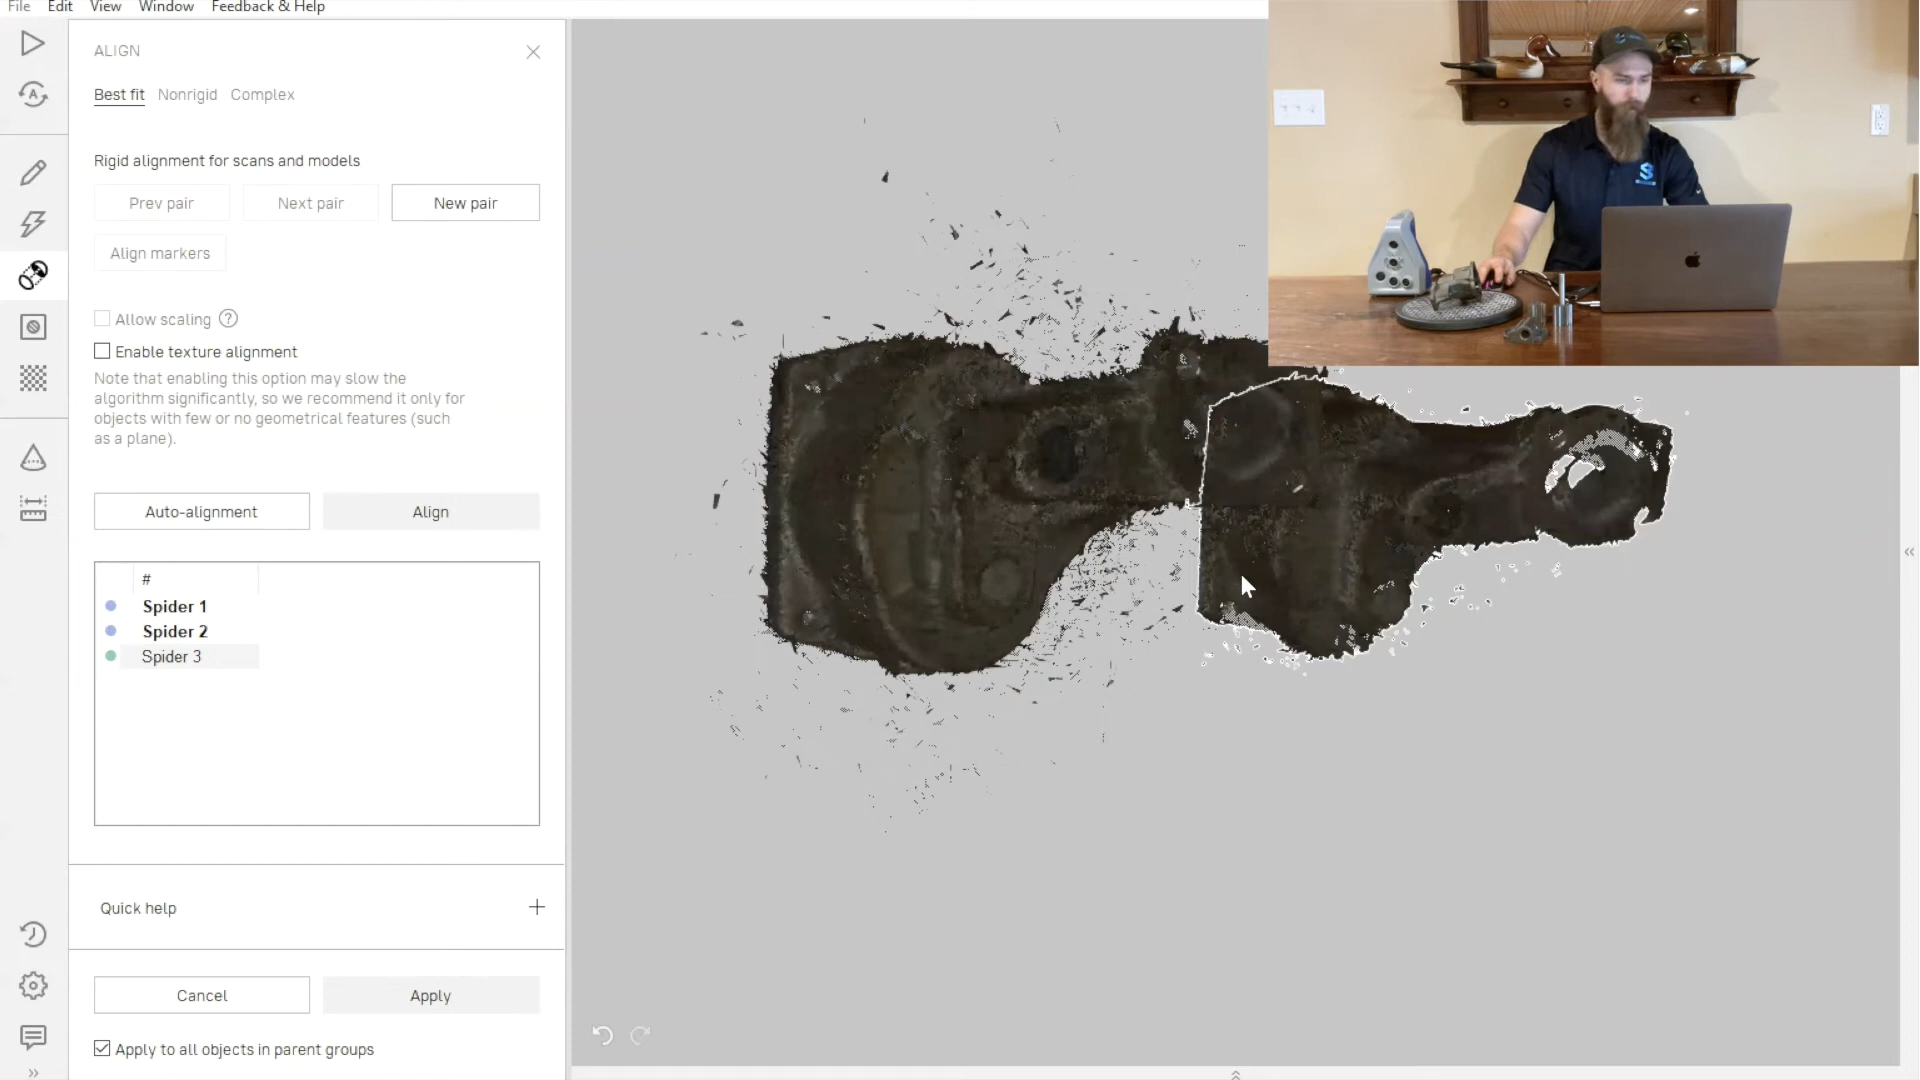 File Edit View Window Feedback & Help
ALIGN
Best fit Nonrigid Complex
Rigid alignment for scans and models
Prev pair Next pair New pair
Align markers
Allow scaling ?
Enable texture alignment
Note that enabling this option may slow the
algorithm significantly, so we recommend it only for
objects with few or no geometrical features (such
as a plane).
Auto-alignment Align
#
Spider 1
Spider 2
Spider 3
Quick help
Cancel Apply
Apply to all objects in parent groups